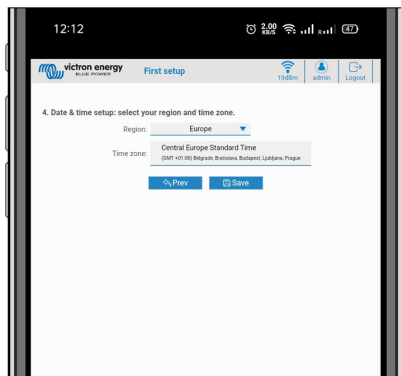 12:12
2.00 KB/S
R
47
victron energy
BLUE POWER
First setup
19dBm
admin
Logout
4. Date & time setup: select your region and time zone.
Region: Europe
Time zone: Central Europe Standard Time
(GMT +01:00) Belgrade, Bratislava, Budapest, Ljubljana, Prague
Prev
Save